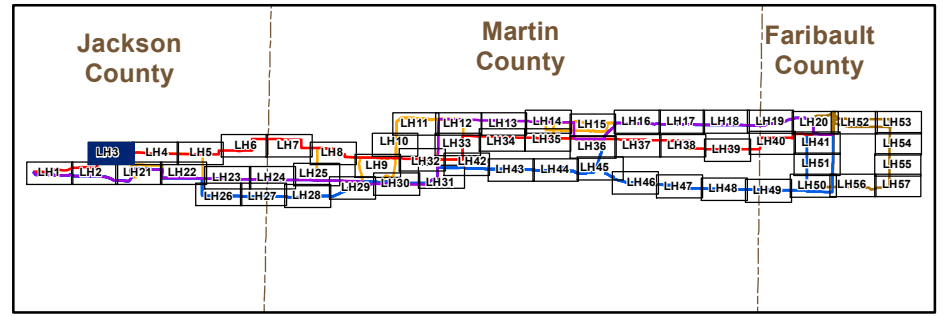 Jackson
County
Martin
County
Faribault
County
LH11 LH12 LH13 LH14 LH15 LH16 LH17 LH18 LH19 LH20 LH52 LH53
LH3 LH4 LH5 LH6 LH7 LH8 LH10 LH33 LH34 LH35 LH36 LH37 LH38 LH39 LH40 LH41 LH54
LH1 LH2 LH21 LH22 LH23 LH24 LH25 LH9 LH32 LH42 LH43 LH44 LH45 LH51 LH55
LH26 LH27 LH28 LH29 LH30 LH31 LH46 LH47 LH48 LH49 LH50 LH56 LH57